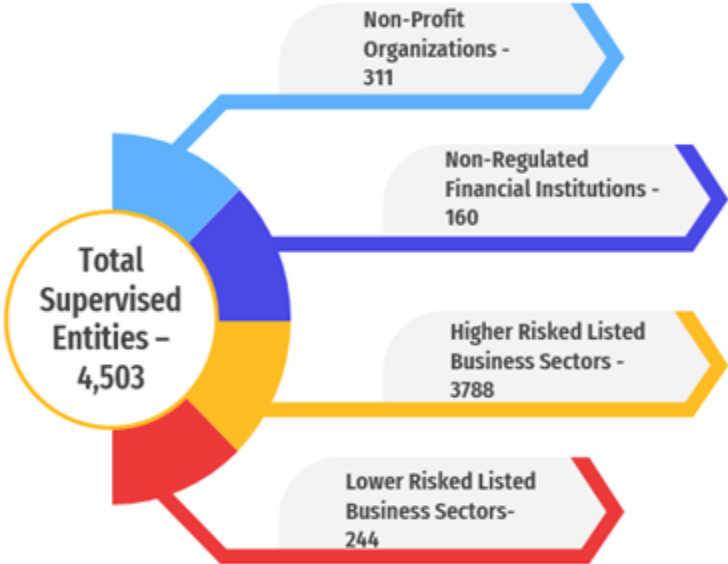 Non-Profit
Organizations -
311
Non-Regulated
Financial Institutions -
160
Total
Supervised
Entities –
4,503
Higher Risked Listed
Business Sectors -
3788
Lower Risked Listed
Business Sectors-
244